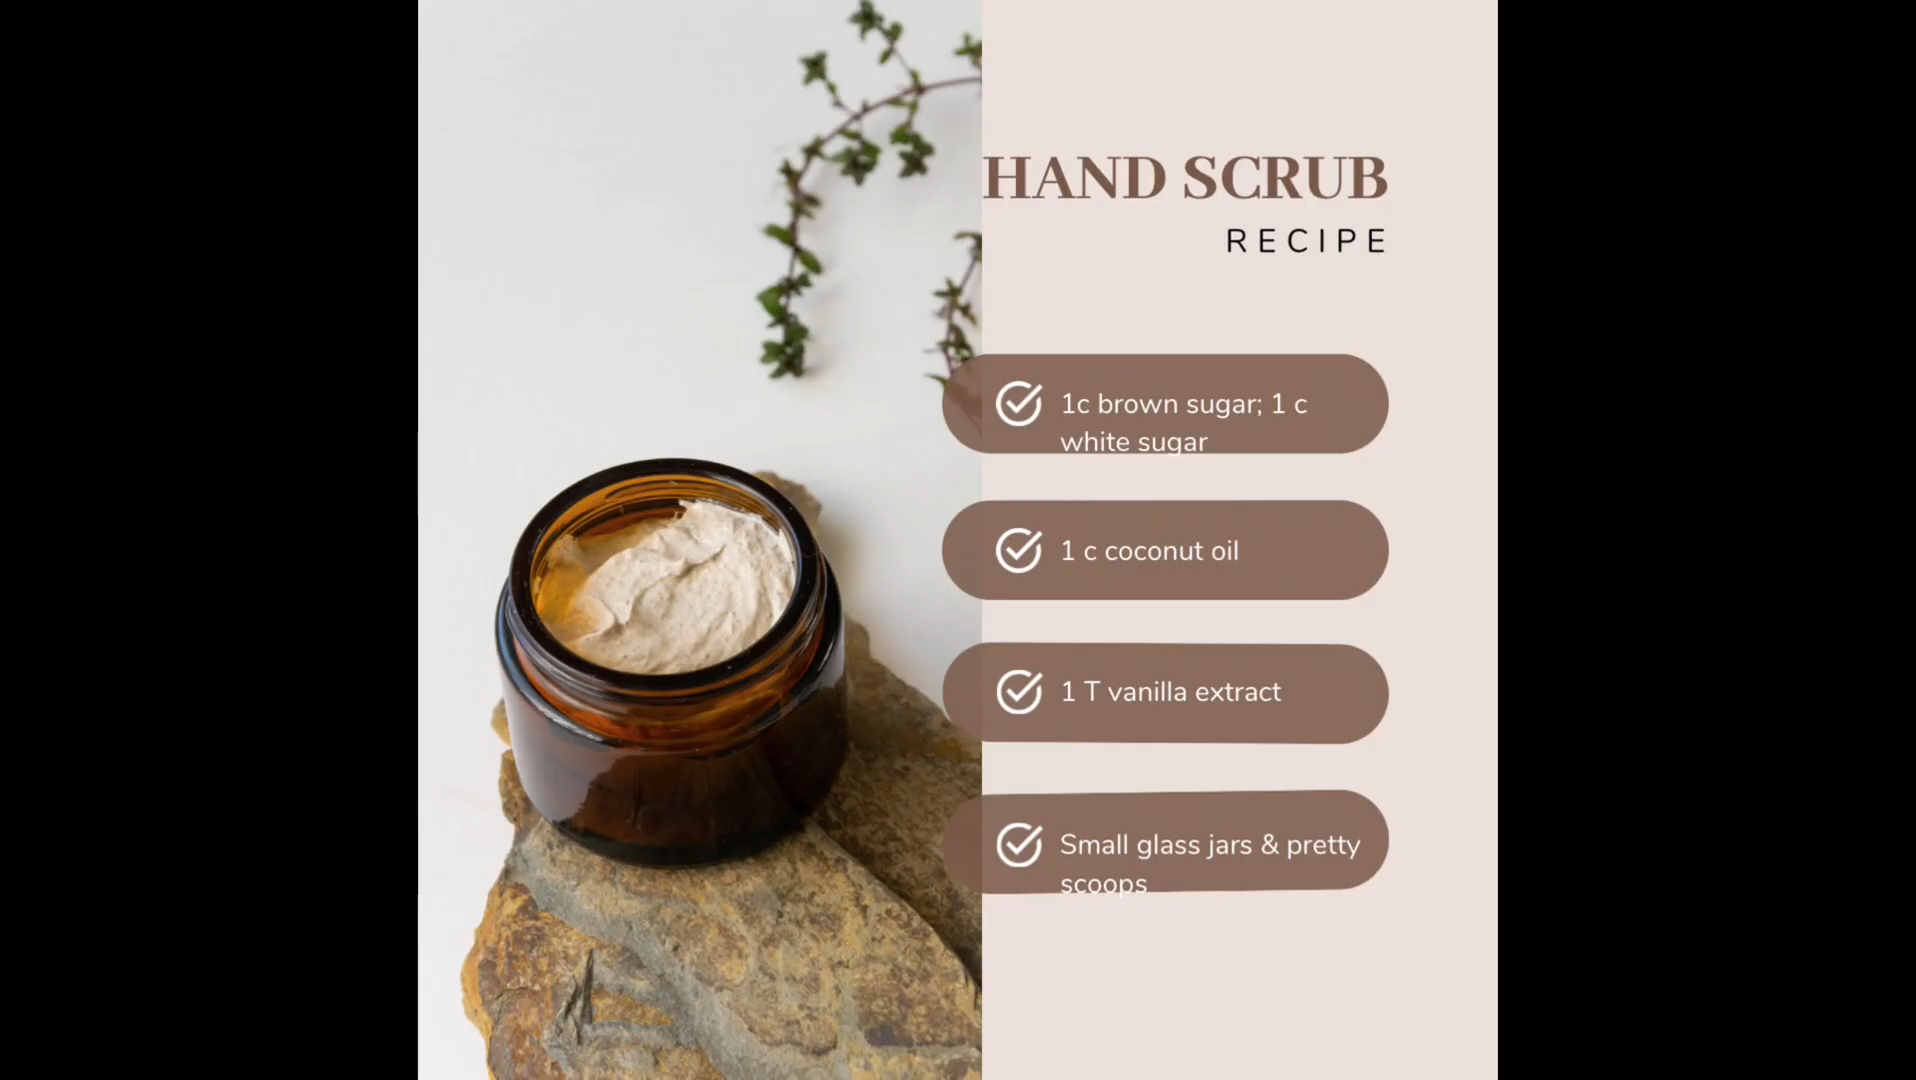 HAND SCRUB
RECIPE
1c brown sugar; 1 c
white sugar
1 c coconut oil
1 T vanilla extract
Small glass jars & pretty
scoops